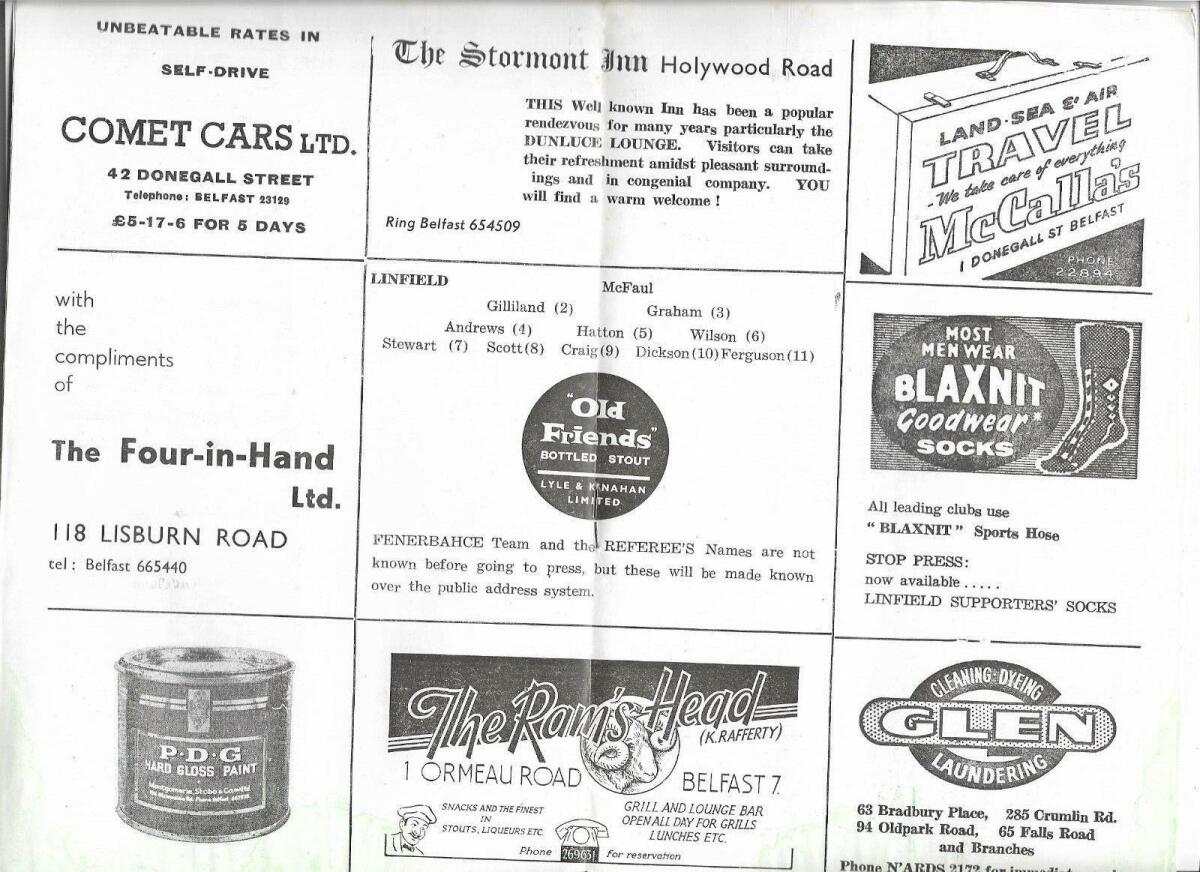 UNBEATABLE RATES IN
SELF-DRIVE
COMET CARS LTD.
42 DONEGALL STREET
Telephone: BELFAST 23129
£5-17-6 FOR 5 DAYS
The Stormont Inn Holywood Road
THIS Well known Inn has been a popular
rendezvous for many years particularly the
DUNLUCE LOUNGE. Visitors can take
their refreshment amidst pleasant surround-
ings and in congenial company. YOU
will find a warm welcome !
Ring Belfast 654509
LAND·SEA & AIR
TRAVEL
-We take care of everything
McCalla's
1 DONEGALL ST BELFAST
PHONE
22894
with
the
compliments
of
The Four-in-Hand
Ltd.
118 LISBURN ROAD
tel : Belfast 665440
LINFIELD McFaul
Gilliland (2) Graham (3)
Andrews (4) Hatton (5) Wilson (6)
Stewart (7) Scott(8) Craig(9) Dickson(10) Ferguson(11)
"Old
Friends"
BOTTLED STOUT
LYLE & KINAHAN
LIMITED
FENERBAHCE Team and the REFEREE'S Names are not
known before going to press, but these will be made known
over the public address system.
MOST
MEN WEAR
BLAXNIT
Goodwear*
SOCKS
All leading clubs use
" BLAXNIT " Sports Hose
STOP PRESS:
now available . . . . .
LINFIELD SUPPORTERS' SOCKS
P·D·G
HARD GLOSS PAINT
The Ram's Head
(K. RAFFERTY)
1 ORMEAU ROAD BELFAST 7.
SNACKS AND THE FINEST
IN
STOUTS, LIQUEURS ETC.
GRILL AND LOUNGE BAR
OPEN ALL DAY FOR GRILLS
LUNCHES ETC.
Phone for reservation
CLEANING·DYEING
GLEN
LAUNDERING
63 Bradbury Place, 285 Crumlin Rd.
94 Oldpark Road, 65 Falls Road
and Branches
Phone N'ARDS 2172 for